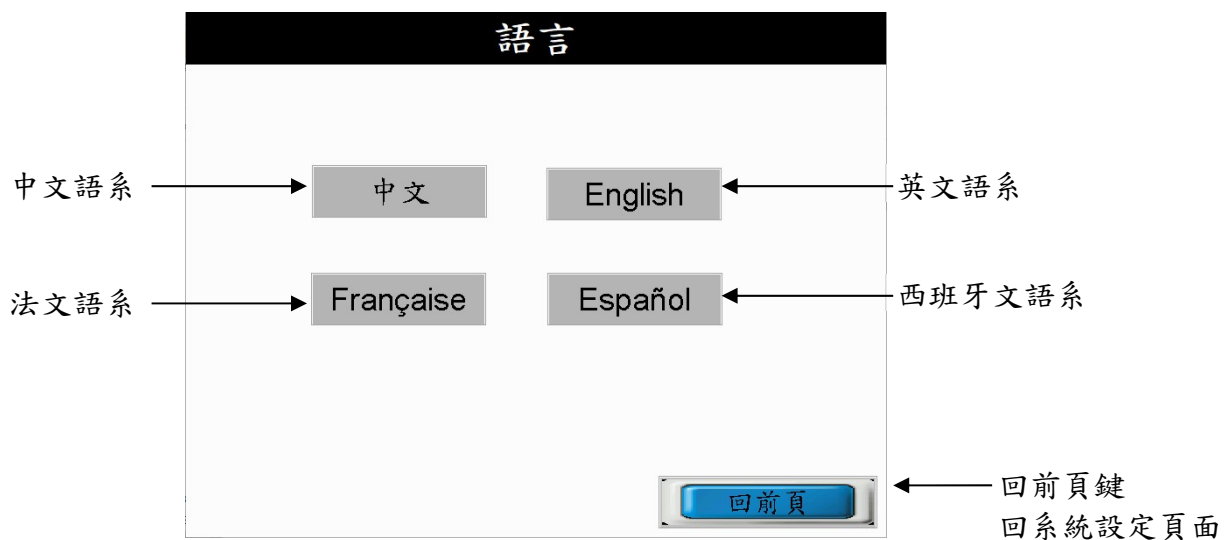 語言
中文語系
中文
English
英文語系
法文語系
Française
Español
西班牙文語系
回前頁
回前頁鍵
回系統設定頁面